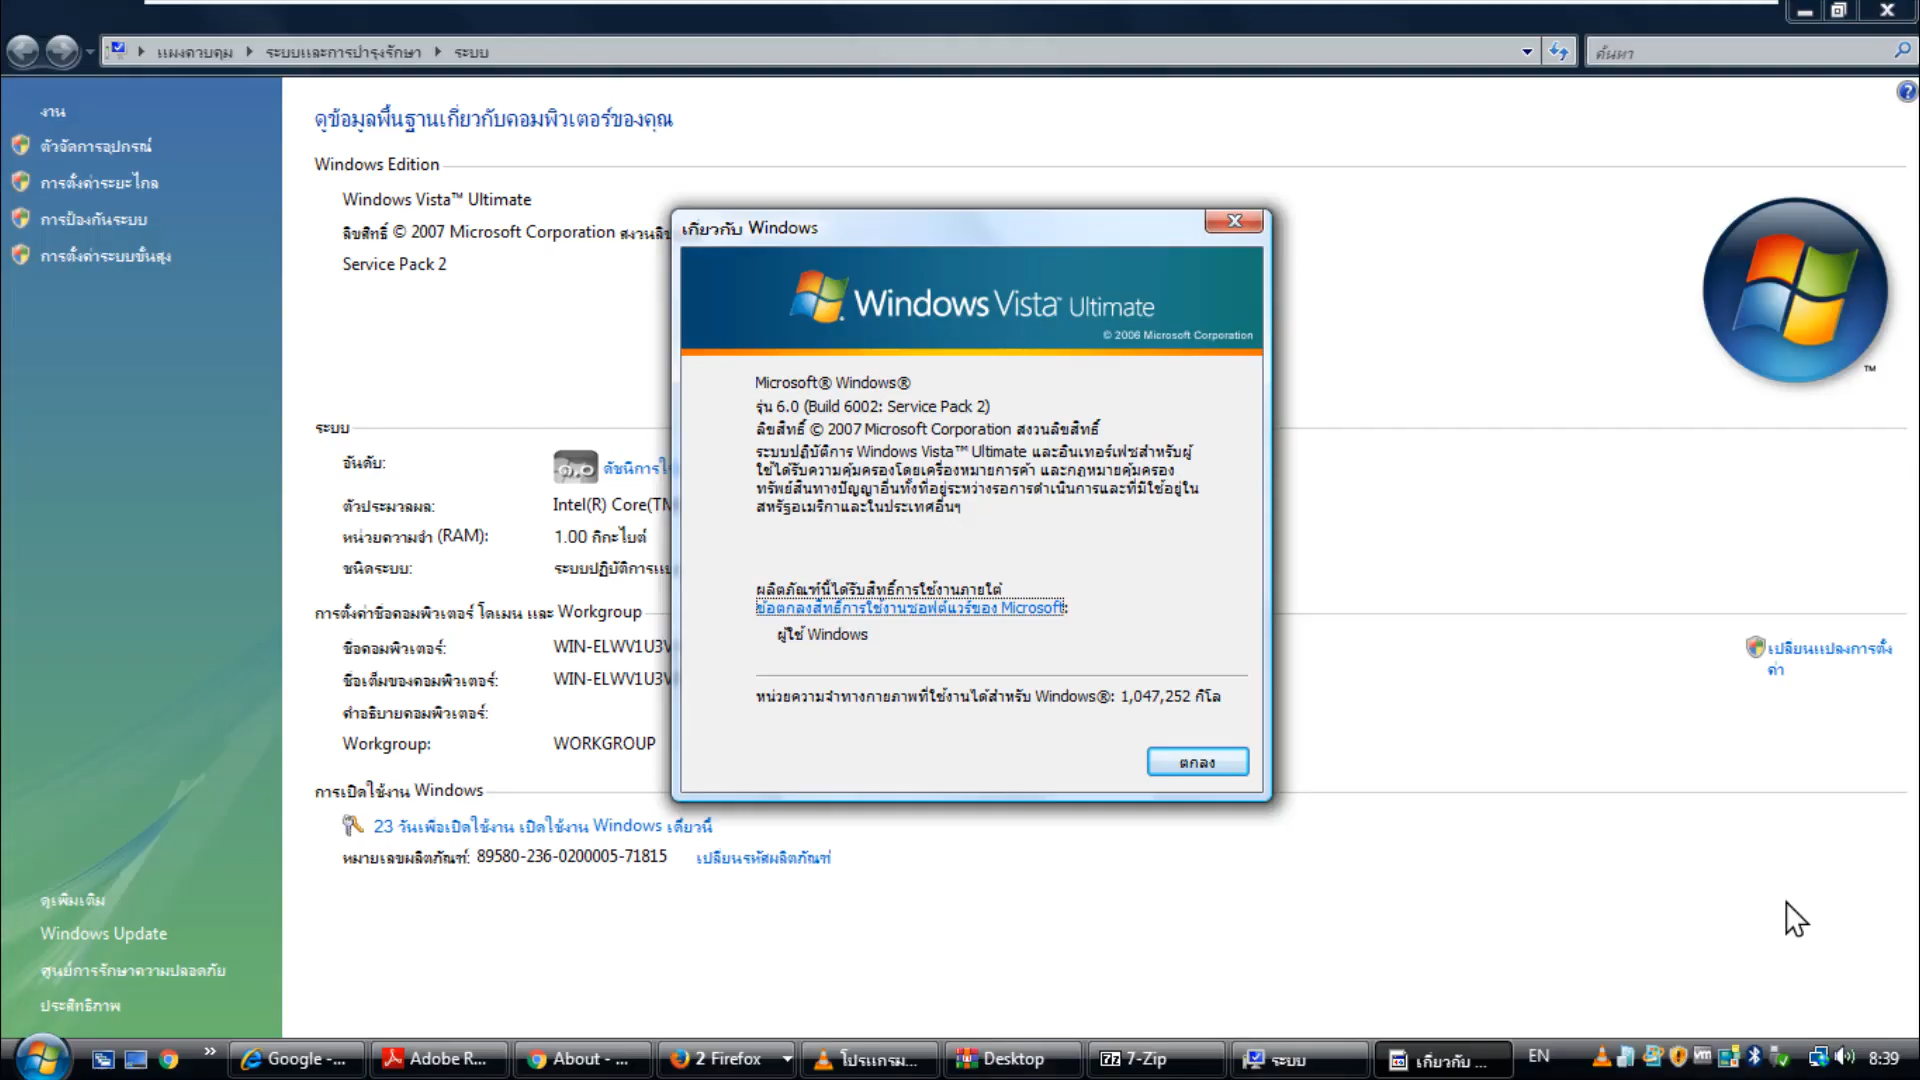 แผงควบคุม
ระบบและการบำรุงรักษา
ระบบ
ค้นหา
งาน
ตัวจัดการอุปกรณ์
การตั้งค่าระยะไกล
การป้องกันระบบ
การตั้งค่าระบบขั้นสูง
ดูข้อมูลพื้นฐานเกี่ยวกับคอมพิวเตอร์ของคุณ
Windows Edition
Windows Vista™ Ultimate
ลิขสิทธิ์ © 2007 Microsoft Corporation สงวนลิข
Service Pack 2
TM
ระบบ
อันดับ:
๑.๐ ดัชนีการ
ตัวประมวลผล:
Intel(R) Core(TM
หน่วยความจำ (RAM):
1.00 กิกะไบต์
ชนิดระบบ:
ระบบปฏิบัติการแบ
การตั้งค่าชื่อคอมพิวเตอร์ โดเมน และ Workgroup
ชื่อคอมพิวเตอร์:
WIN-ELWV1U3V
เปลี่ยนแปลงการตั้ง
ค่า
ชื่อเต็มของคอมพิวเตอร์:
WIN-ELWV1U3V
คำอธิบายคอมพิวเตอร์:
Workgroup:
WORKGROUP
การเปิดใช้งาน Windows
23 วันเพื่อเปิดใช้งาน เปิดใช้งาน Windows เดี๋ยวนี้
หมายเลขผลิตภัณฑ์: 89580-236-0200005-71815
เปลี่ยนรหัสผลิตภัณฑ์
ดูเพิ่มเติม
Windows Update
ศูนย์การรักษาความปลอดภัย
ประสิทธิภาพ
เกี่ยวกับ Windows
Windows Vista™ Ultimate
© 2006 Microsoft Corporation
Microsoft® Windows®
รุ่น 6.0 (Build 6002: Service Pack 2)
ลิขสิทธิ์ © 2007 Microsoft Corporation สงวนลิขสิทธิ์
ระบบปฏิบัติการ Windows Vista™ Ultimate และอินเทอร์เฟซสำหรับผู้
ใช้ได้รับความคุ้มครองโดยเครื่องหมายการค้า และกฎหมายคุ้มครอง
ทรัพย์สินทางปัญญาอื่นทั้งที่อยู่ระหว่างรอการดำเนินการและที่มีใช้อยู่ใน
สหรัฐอเมริกาและในประเทศอื่นๆ
ผลิตภัณฑ์นี้ได้รับสิทธิ์การใช้งานภายใต้
ข้อตกลงสิทธิ์การใช้งานซอฟต์แวร์ของ Microsoft:
ผู้ใช้ Windows
หน่วยความจำทางกายภาพที่ใช้งานได้สำหรับ Windows®: 1,047,252 กิโล
ตกลง
Google -...
Adobe R...
About - ...
2 Firefox
โปรแกรม...
Desktop
7z 7-Zip
ระบบ
เกี่ยวกับ ...
EN
vm
8:39